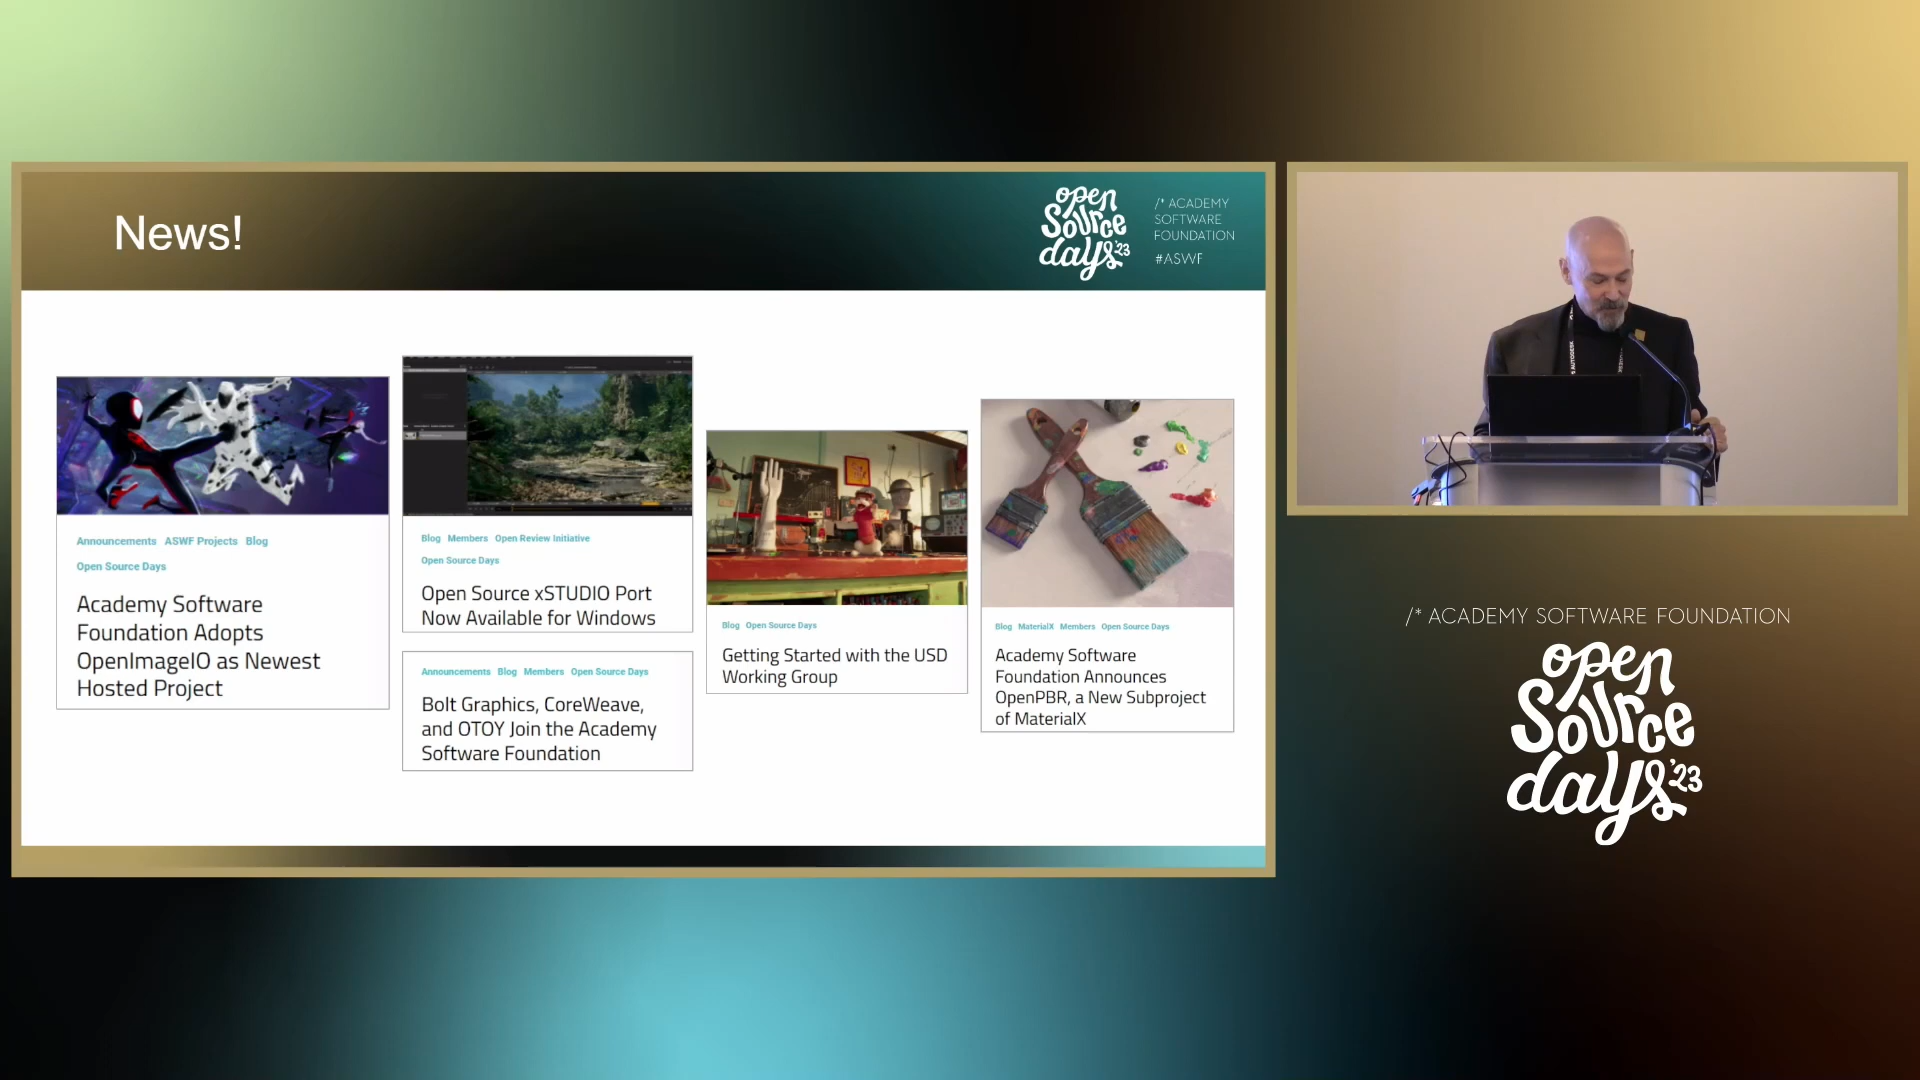 News!
open
Source
days '23
/* ACADEMY
SOFTWARE
FOUNDATION
#ASWF
Announcements ASWF Projects Blog
Open Source Days
Academy Software
Foundation Adopts
OpenImageIO as Newest
Hosted Project
Blog Members Open Review Initiative
Open Source Days
Open Source xSTUDIO Port
Now Available for Windows
Announcements Blog Members Open Source Days
Bolt Graphics, CoreWeave,
and OTOY Join the Academy
Software Foundation
Blog Open Source Days
Getting Started with the USD
Working Group
Blog MaterialX Members Open Source Days
Academy Software
Foundation Announces
OpenPBR, a New Subproject
of MaterialX
AUTODESK
/* ACADEMY SOFTWARE FOUNDATION
open
Source
days '23